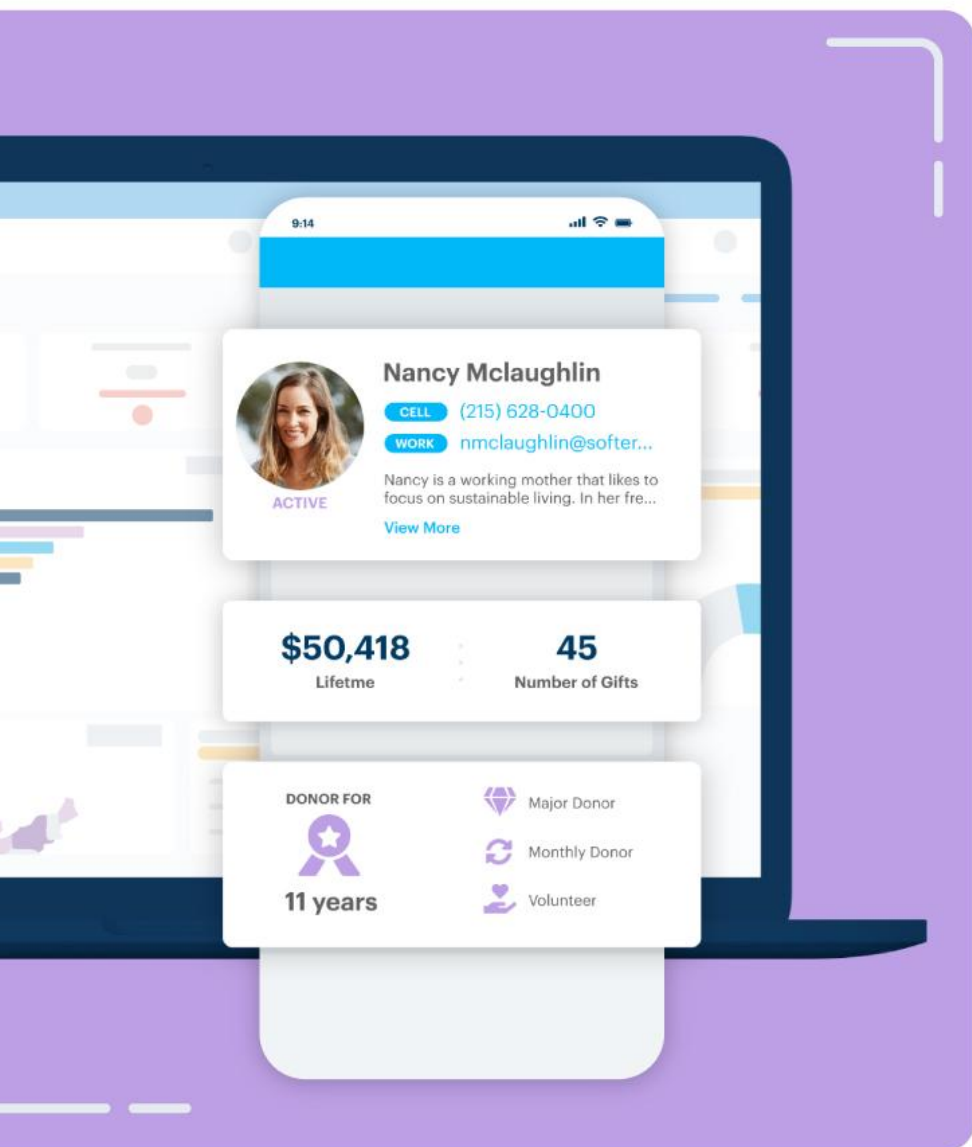 9:14
Nancy Mclaughlin
CELL (215) 628-0400
WORK nmclaughlin@softer...
Nancy is a working mother that likes to
focus on sustainable living. In her fre...
ACTIVE
View More
$50,418
Lifetme
45
Number of Gifts
DONOR FOR
11 years
Major Donor
Monthly Donor
Volunteer